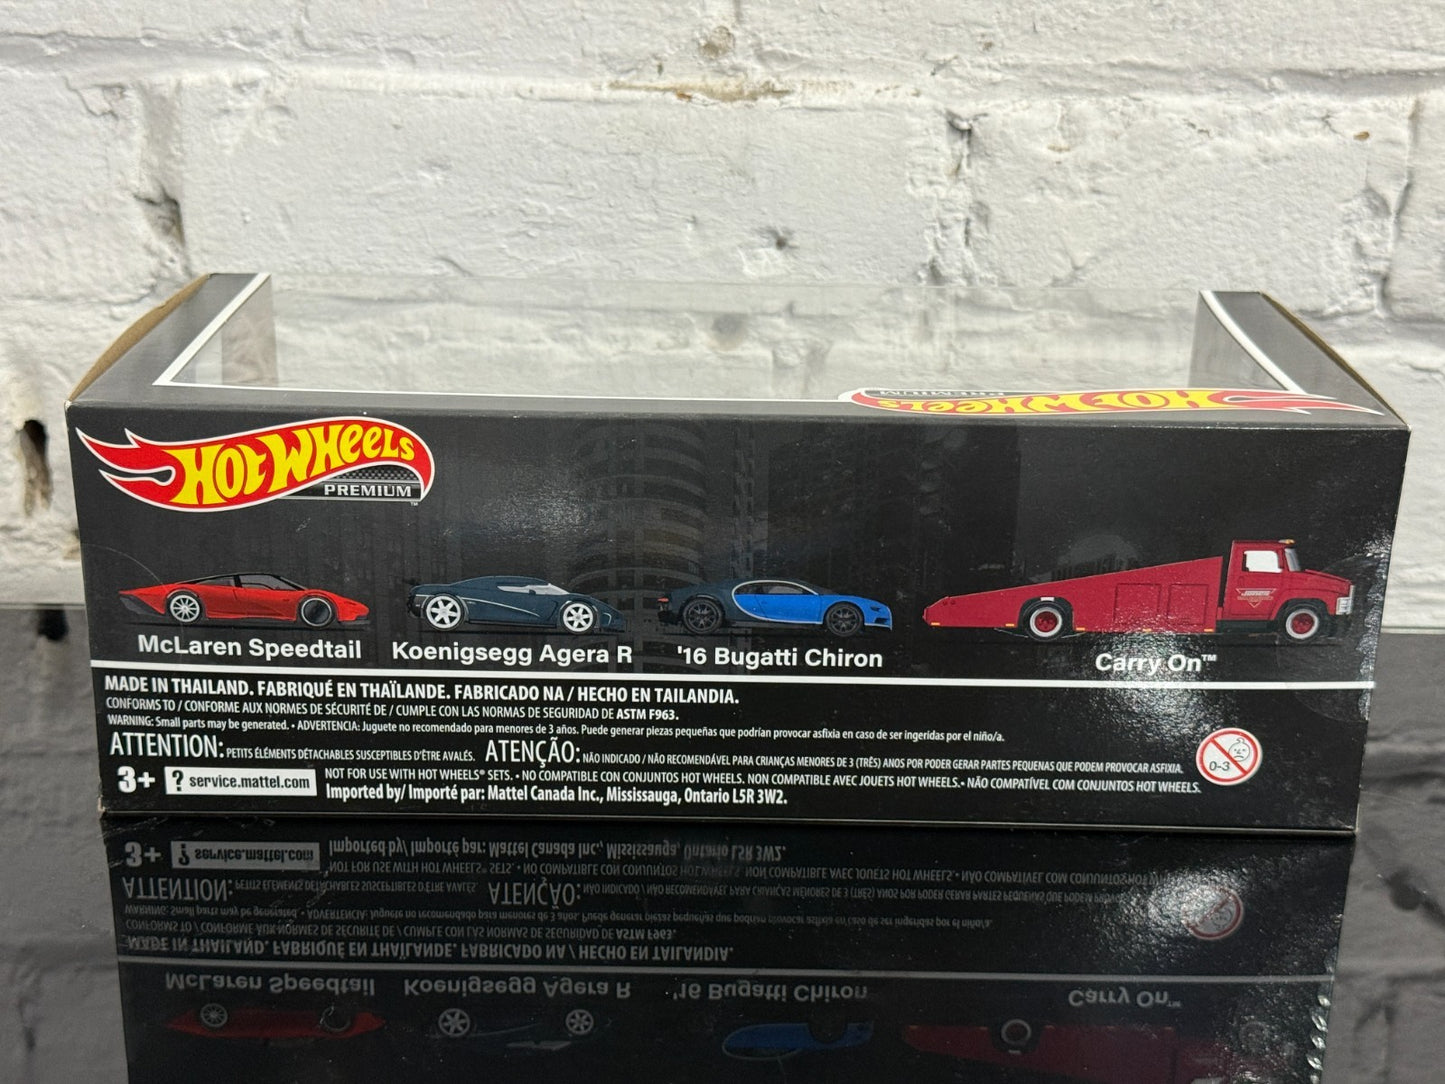 HOT WHEELS
PREMIUM
HOT WHEELS
PREMIUM™
McLaren Speedtail
Koenigsegg Agera R
'16 Bugatti Chiron
Carry On™
MADE IN THAILAND. FABRIQUÉ EN THAÏLANDE. FABRICADO NA / HECHO EN TAILANDIA.
CONFORMS TO / CONFORME AUX NORMES DE SÉCURITÉ DE / CUMPLE CON LAS NORMAS DE SEGURIDAD DE ASTM F963.
WARNING: Small parts may be generated. • ADVERTENCIA: Juguete no recomendado para menores de 3 años. Puede generar piezas pequeñas que podrían provocar asfixia en caso de ser ingeridas por el niño/a.
ATTENTION: PETITS ÉLÉMENTS DÉTACHABLES SUSCEPTIBLES D'ÊTRE AVALÉS. ATENÇÃO: NÃO INDICADO / NÃO RECOMENDÁVEL PARA CRIANÇAS MENORES DE 3 (TRÊS) ANOS POR PODER GERAR PARTES PEQUENAS QUE PODEM PROVOCAR ASFIXIA.
0-3
3+ ? service.mattel.com NOT FOR USE WITH HOT WHEELS® SETS. • NO COMPATIBLE CON CONJUNTOS HOT WHEELS. NON COMPATIBLE AVEC JOUETS HOT WHEELS. • NÃO COMPATÍVEL COM CONJUNTOS HOT WHEELS.
Imported by/ Importé par: Mattel Canada Inc., Mississauga, Ontario L5R 3W2.